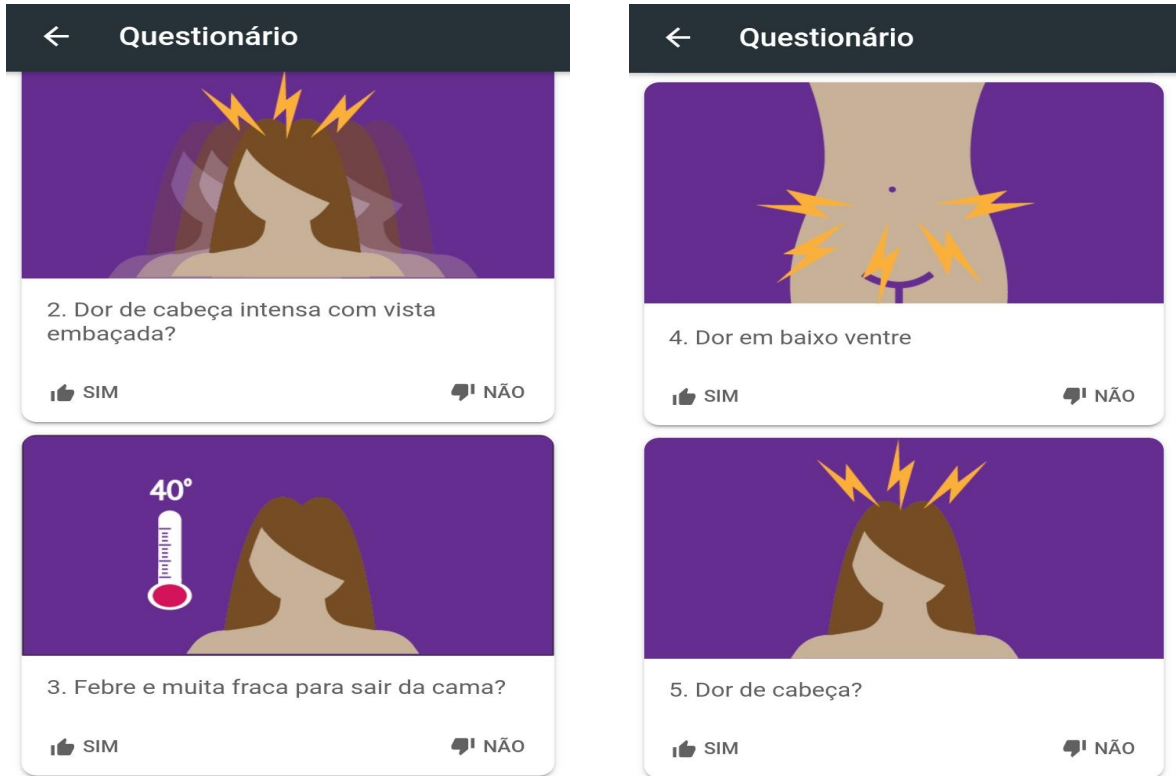 Questionário
2. Dor de cabeça intensa com vista
embaçada?
SIM NÃO
40°
3. Febre e muita fraca para sair da cama?
SIM NÃO
Questionário
4. Dor em baixo ventre
SIM NÃO
5. Dor de cabeça?
SIM NÃO